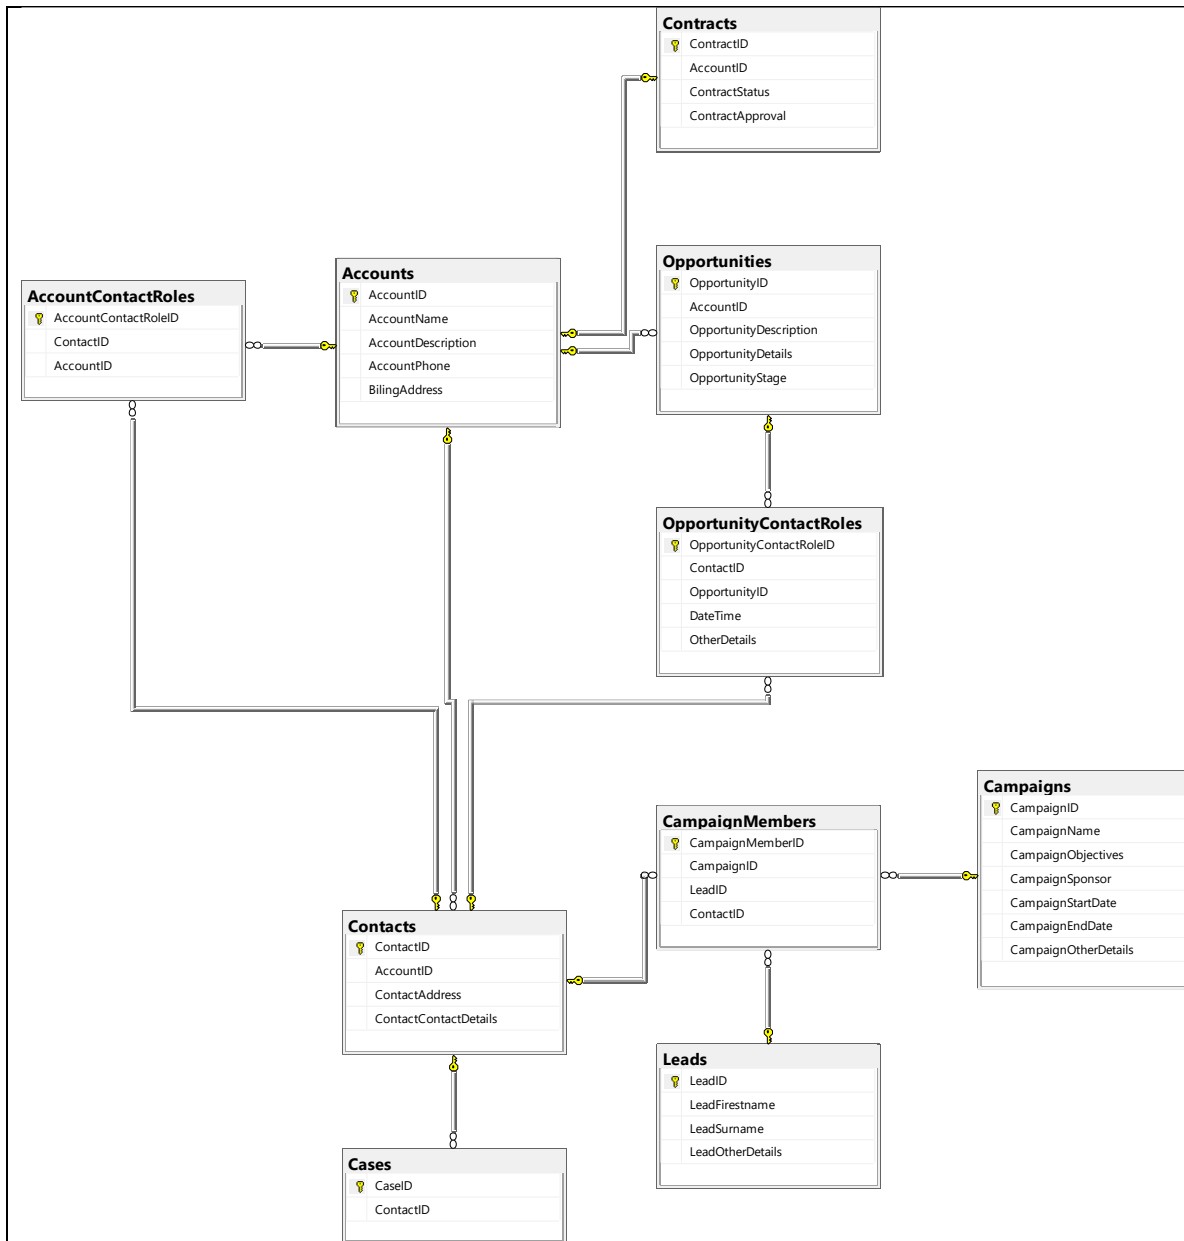 Contracts
ContractID
AccountID
ContractStatus
ContractApproval
Opportunities
OpportunityID
AccountID
OpportunityDescription
OpportunityDetails
OpportunityStage
Accounts
AccountID
AccountName
AccountDescription
AccountPhone
BilingAddress
AccountContactRoles
AccountContactRoleID
ContactID
AccountID
OpportunityContactRoles
OpportunityContactRoleID
ContactID
OpportunityID
DateTime
OtherDetails
Campaigns
CampaignID
CampaignName
CampaignObjectives
CampaignSponsor
CampaignStartDate
CampaignEndDate
CampaignOtherDetails
CampaignMembers
CampaignMemberID
CampaignID
LeadID
ContactID
Contacts
ContactID
AccountID
ContactAddress
ContactContactDetails
Leads
LeadID
LeadFirestname
LeadSurname
LeadOtherDetails
Cases
CaseID
ContactID